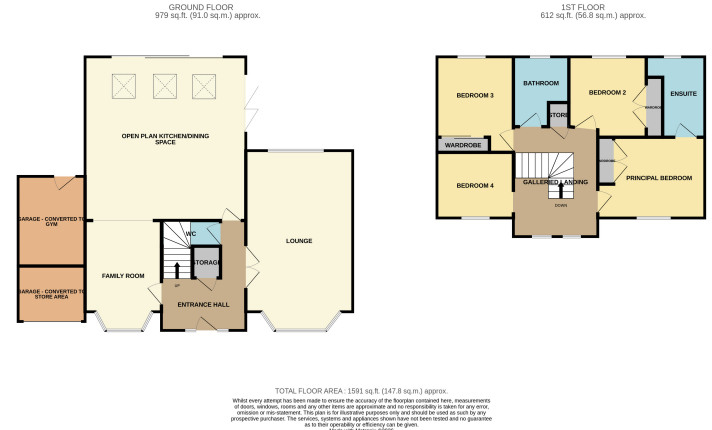 GROUND FLOOR
979 sq.ft. (91.0 sq.m.) approx.
1ST FLOOR
612 sq.ft. (56.8 sq.m.) approx.
OPEN PLAN KITCHEN/DINING
SPACE
GARAGE - CONVERTED TO
GYM
GARAGE - CONVERTED TO
STORE AREA
FAMILY ROOM
WC
STORAGE
UP
ENTRANCE HALL
LOUNGE
BEDROOM 3
BATHROOM
STORE
BEDROOM 2
WARDROBE
ENSUITE
WARDROBE
WARDROBE
BEDROOM 4
GALLERIED LANDING
DOWN
PRINCIPAL BEDROOM
TOTAL FLOOR AREA : 1591 sq.ft. (147.8 sq.m.) approx.
Whilst every attempt has been made to ensure the accuracy of the floorplan contained here, measurements
of doors, windows, rooms and any other items are approximate and no responsibility is taken for any error,
omission or mis-statement. This plan is for illustrative purposes only and should be used as such by any
prospective purchaser. The services, systems and appliances shown have not been tested and no guarantee
as to their operability or efficiency can be given.